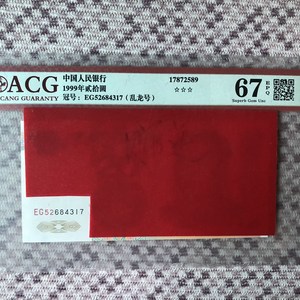 ACG
CANG GUARANTY
中国人民银行
1999年贰拾圆
冠号：EG52684317（乱龙号）
17872589
☆☆☆
67 EPQ
Superb Gem Unc
EG52684317